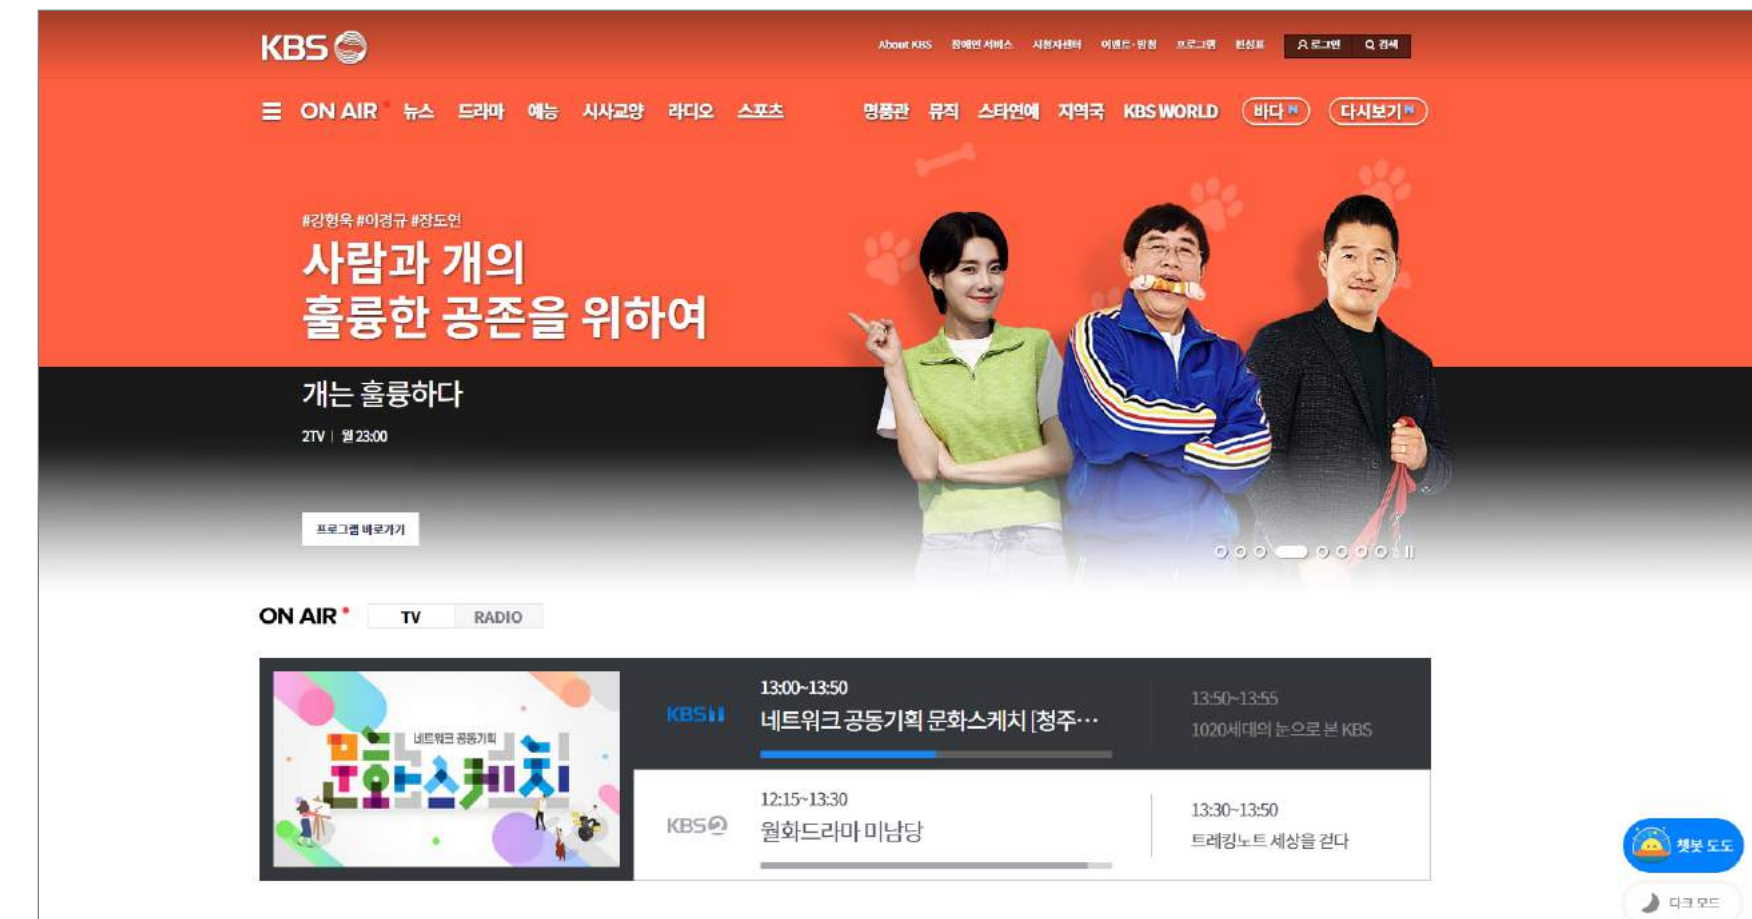 KBS
About KBS 장애인 서비스 시청자센터 이벤트·방청 프로그램 편성표 로그인 검색
ON AIR 뉴스 드라마 예능 시사교양 라디오 스포츠 명품관 뮤직 스타연예 지역국 KBS WORLD 바다 N 다시보기 N
#강형욱 #이경규 #장도연
사람과 개의
훌륭한 공존을 위하여
개는 훌륭하다
2TV | 월 23:00
프로그램 바로가기
ON AIR TV RADIO
네트워크 공동기획
문화스케치
KBS 1
13:00~13:50
네트워크 공동기획 문화스케치 [청주…
13:50~13:55
1020세대의 눈으로 본 KBS
KBS 2
12:15~13:30
월화드라마 미남당
13:30~13:50
트레킹노트 세상을 걷다
챗봇 도도
다크 모드